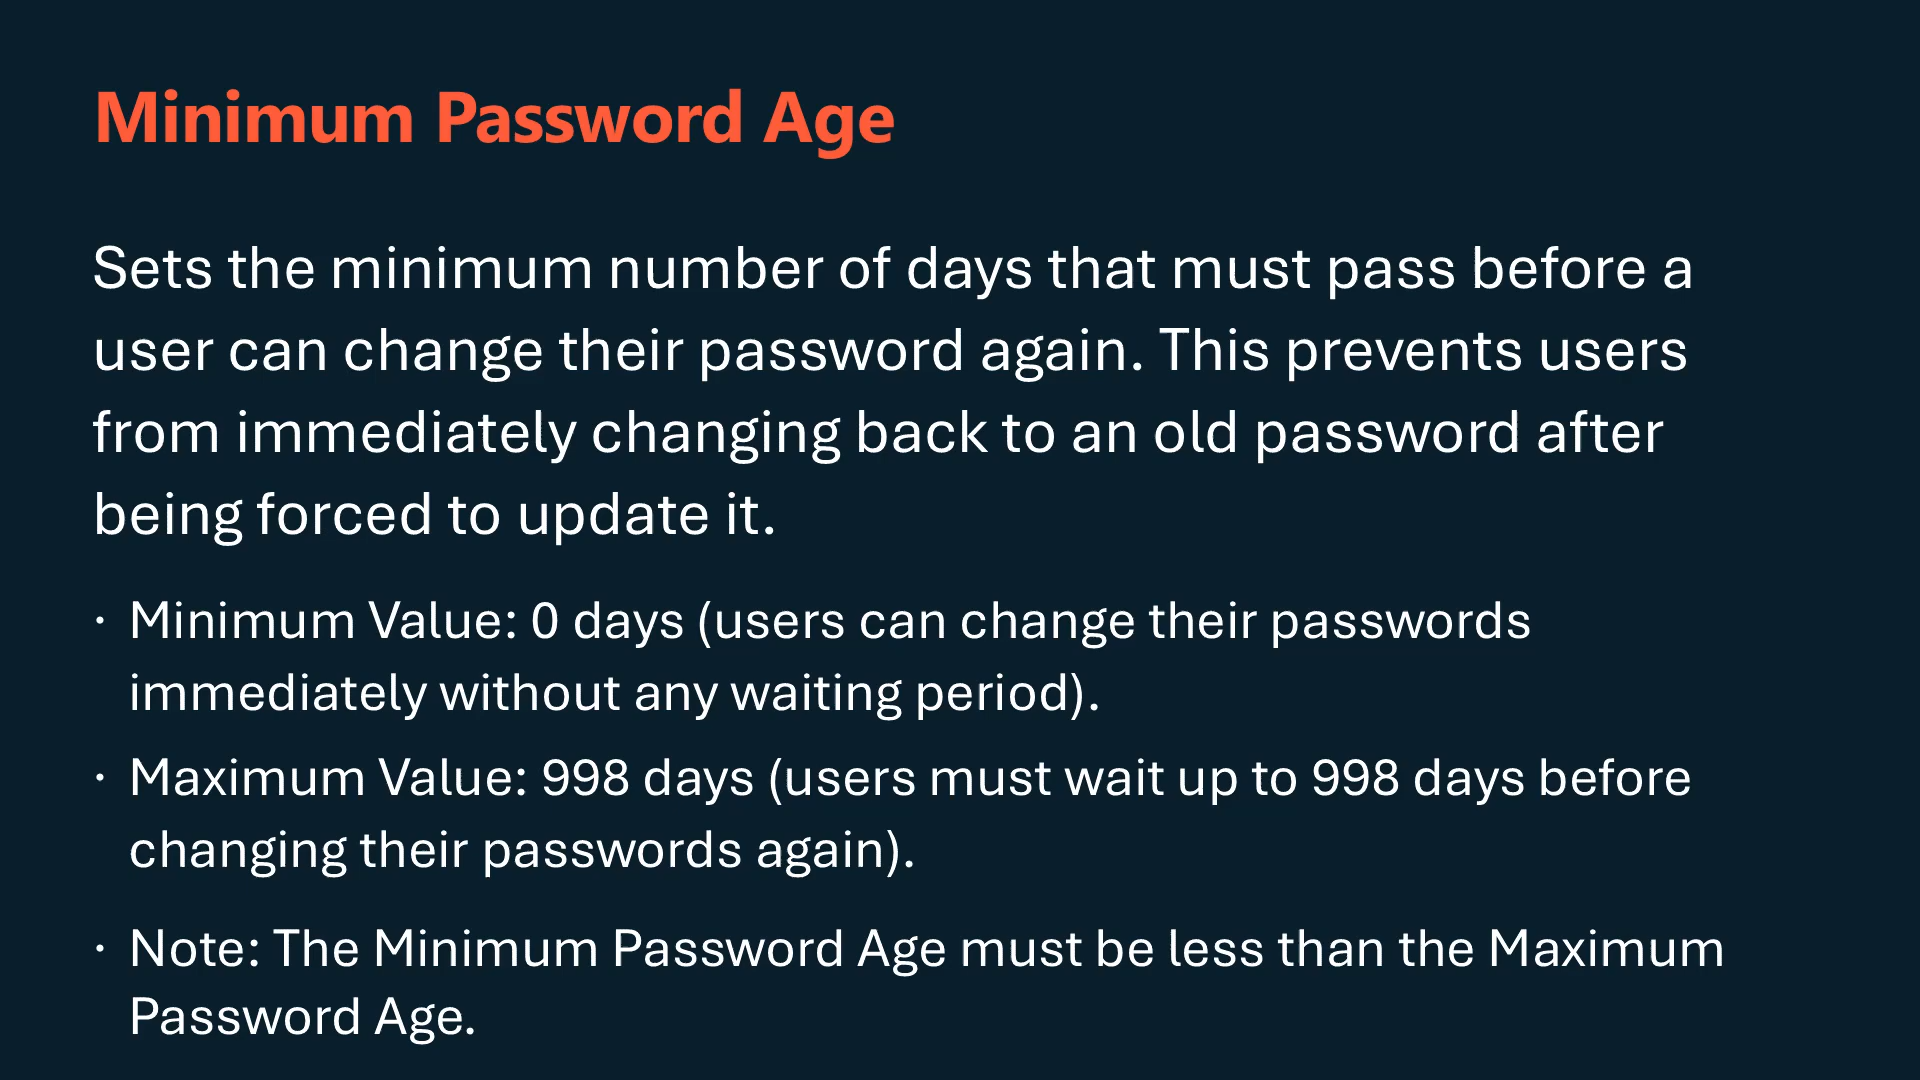 Minimum Password Age
Sets the minimum number of days that must pass before a
user can change their password again. This prevents users
from immediately changing back to an old password after
being forced to update it.
· Minimum Value: 0 days (users can change their passwords
immediately without any waiting period).
· Maximum Value: 998 days (users must wait up to 998 days before
changing their passwords again).
· Note: The Minimum Password Age must be less than the Maximum
Password Age.